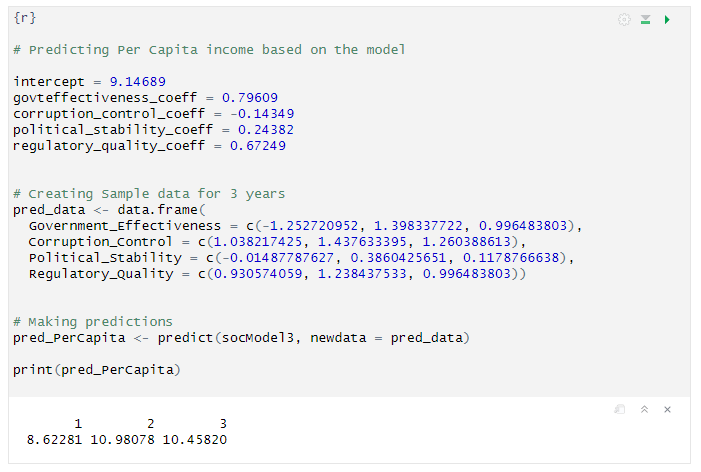 {r}
# Predicting Per Capita income based on the model
intercept = 9.14689
govteffectiveness_coeff = 0.79609
corruption_control_coeff = -0.14349
political_stability_coeff = 0.24382
regulatory_quality_coeff = 0.67249
# Creating Sample data for 3 years
pred_data <- data.frame(
  Government_Effectiveness = c(-1.252720952, 1.398337722, 0.996483803),
  Corruption_Control = c(1.038217425, 1.437633395, 1.260388613),
  Political_Stability = c(-0.01487787627, 0.3860425651, 0.1178766638),
  Regulatory_Quality = c(0.930574059, 1.238437533, 0.996483803))
# Making predictions
pred_PerCapita <- predict(socModel3, newdata = pred_data)
print(pred_PerCapita)
1 2 3
8.62281 10.98078 10.45820